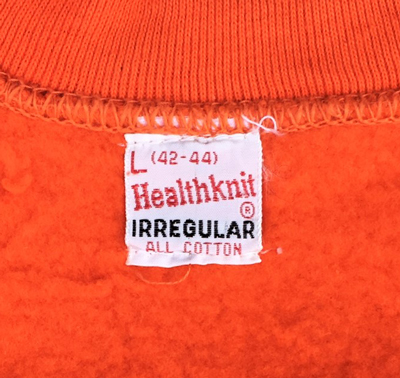 L (42-44)
Healthknit
®
IRREGULAR
ALL COTTON